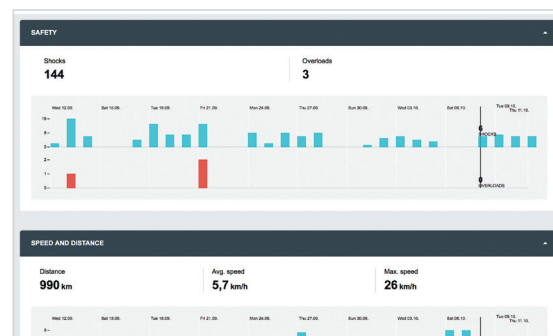 SAFETY
Shocks Overloads
144 3
Wed 12.09. Sat 15.09. Tue 18.09. Fri 21.09. Mon 24.09. Thu 27.09. Sun 30.09. Wed 03.10. Sat 06.10. Tue 09.10. Thu 11.10.
6
SHOCKS
0
OVERLOADS
SPEED AND DISTANCE
Distance Avg. speed Max. speed
990 km 5,7 km/h 26 km/h
Wed 12.09. Sat 15.09. Tue 18.09. Fri 21.09. Mon 24.09. Thu 27.09. Sun 30.09. Wed 03.10. Sat 06.10. Tue 09.10. Thu 11.10.